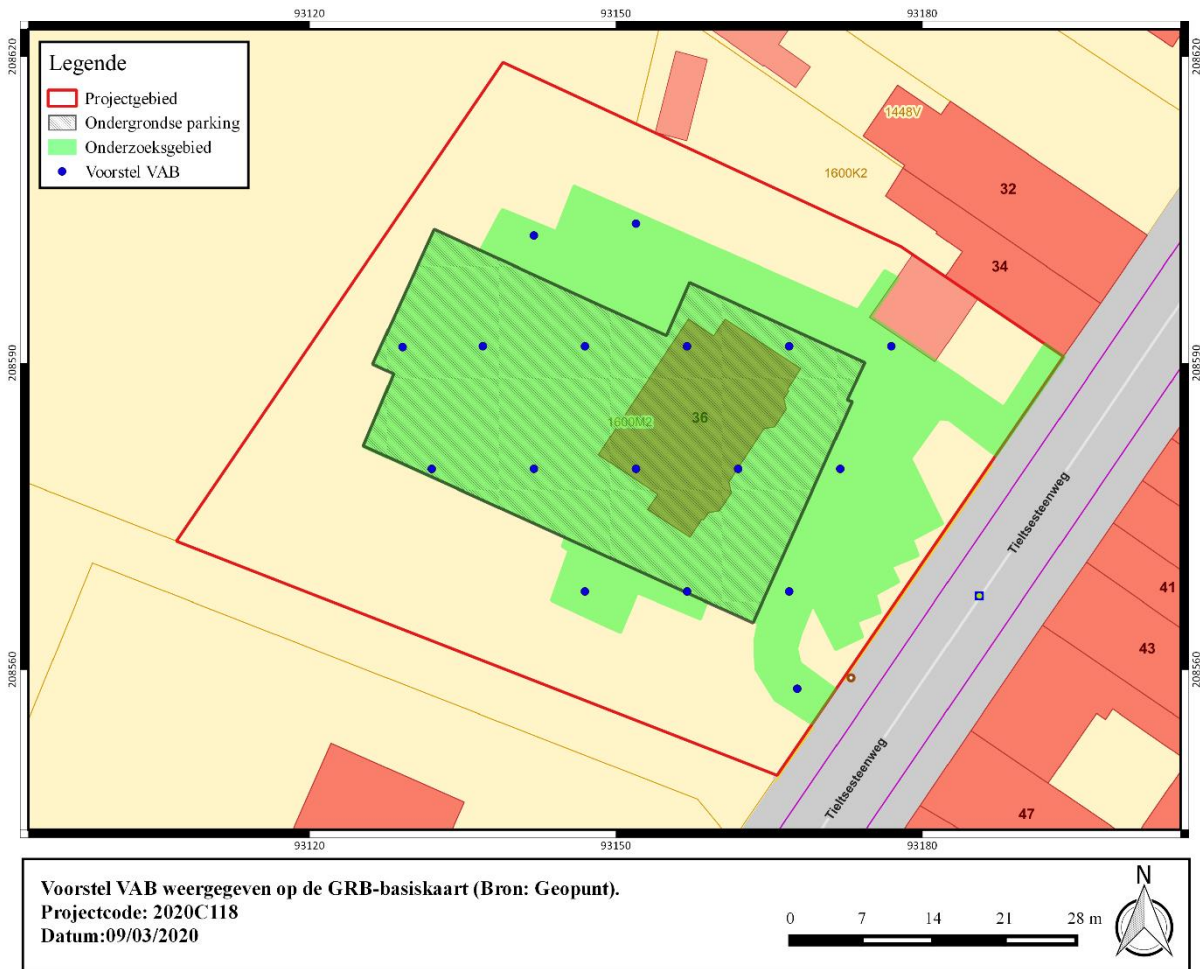 93120 93150 93180
208620 208620
Legende
Projectgebied
Ondergrondse parking
Onderzoeksgebied
Voorstel VAB
1448V
1600K2
32
34
208590 208590
1600M2
36
Tieltsesteenweg
41
43
208560 208560
Tieltsesteenweg
47
93120 93150 93180
Voorstel VAB weergegeven op de GRB-basiskaart (Bron: Geopunt).
Projectcode: 2020C118
Datum:09/03/2020
0 7 14 21 28 m
N